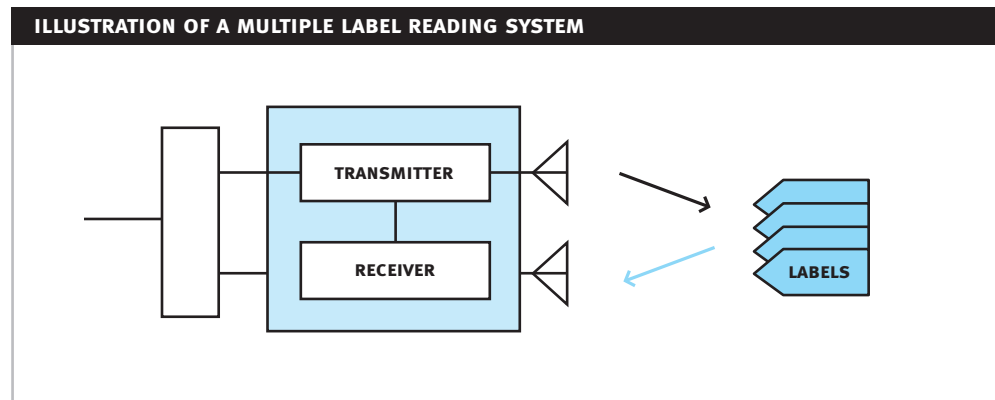 ILLUSTRATION OF A MULTIPLE LABEL READING SYSTEM
TRANSMITTER
RECEIVER
LABELS